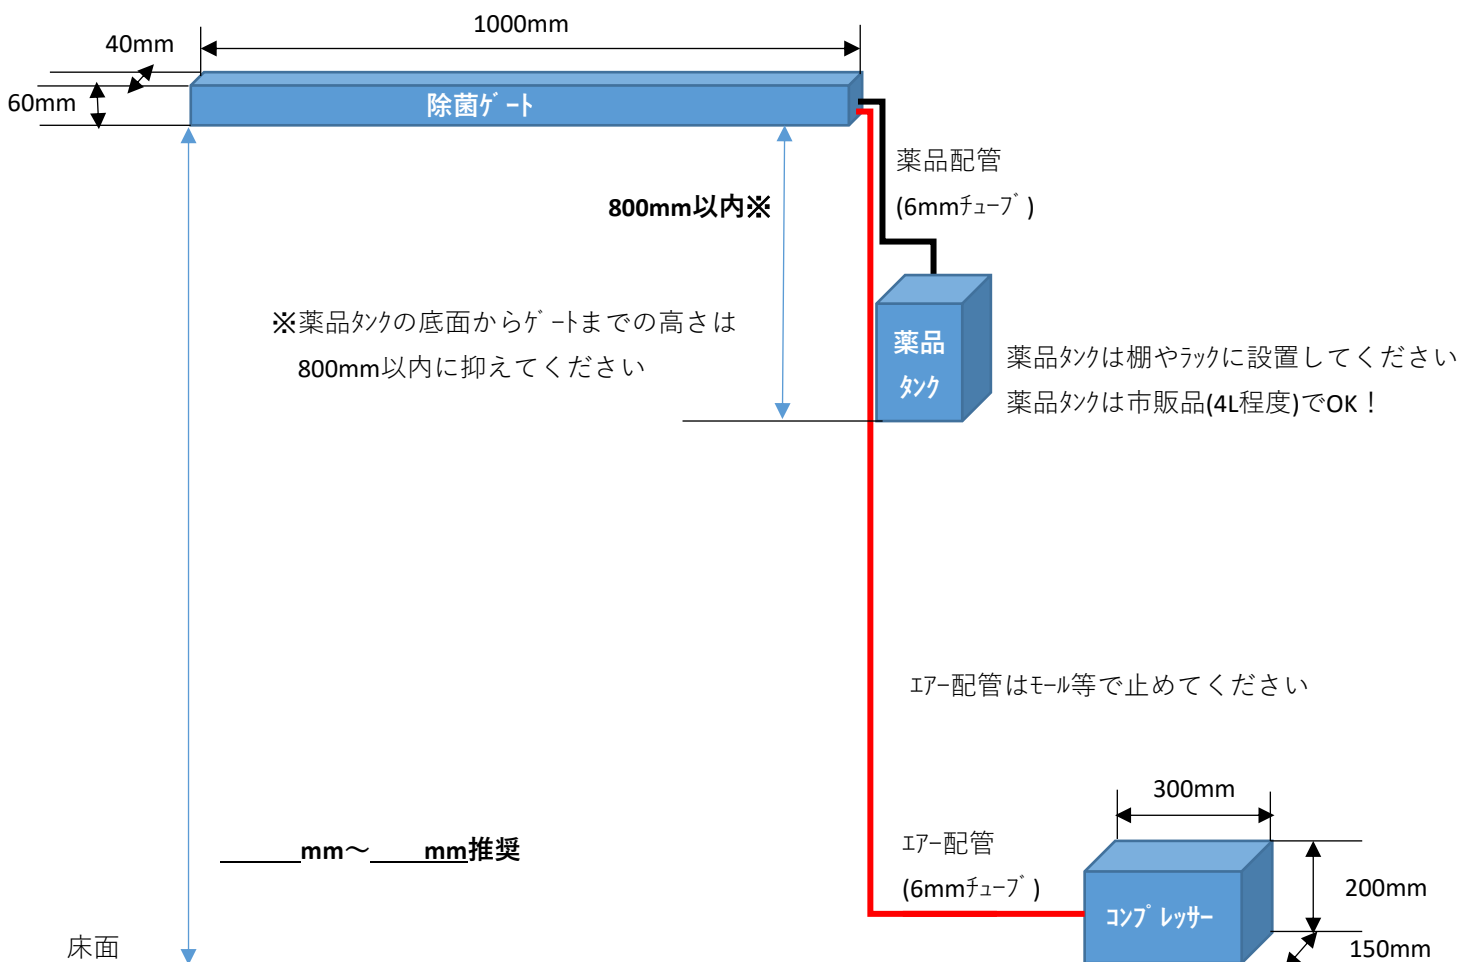 1000mm
40mm
60mm
除菌ｹﾞｰﾄ
薬品配管
(6mmﾁｭｰﾌﾞ)
800mm以内※
※薬品ﾀﾝｸの底面からｹﾞｰﾄまでの高さは
800mm以内に抑えてください
薬品
ﾀﾝｸ
薬品ﾀﾝｸは棚やﾗｯｸに設置してください
薬品ﾀﾝｸは市販品(4L程度)でOK！
ｴｱｰ配管はﾓｰﾙ等で止めてください
300mm
______mm～____mm推奨
ｴｱｰ配管
(6mmﾁｭｰﾌﾞ)
ｺﾝﾌﾟﾚｯｻｰ
200mm
150mm
床面